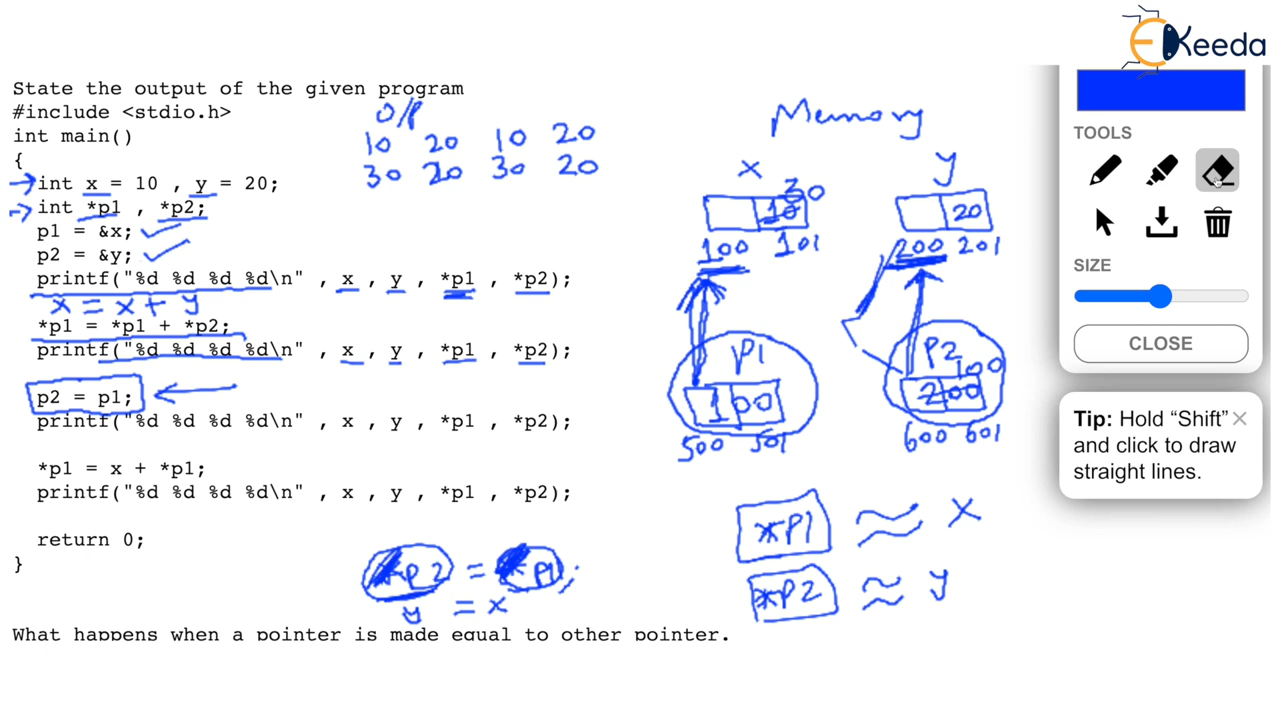 Keeda
State the output of the given program
#include <stdio.h>
int main()
{
int x = 10 , y = 20;
int *p1 , *p2;
p1 = &x;
p2 = &y;
printf("%d %d %d %d\n" , x , y , *p1 , *p2);
x = x + y
*p1 = *p1 + *p2;
printf("%d %d %d %d\n" , x , y , *p1 , *p2);
p2 = p1;
printf("%d %d %d %d\n" , x , y , *p1 , *p2);
*p1 = x + *p1;
printf("%d %d %d %d\n" , x , y , *p1 , *p2);
return 0;
}
*p2 = *p1;
y = x
What happens when a pointer is made equal to other pointer.
O/P
10 20 10 20
30 20 30 20
Memory
x y
30
10 20
100 101 200 201
P1 P2
100
100 200
500 501 600 601
*P1 ≈ x
*P2 ≈ y
TOOLS
SIZE
CLOSE
Tip: Hold “Shift”
and click to draw
straight lines.